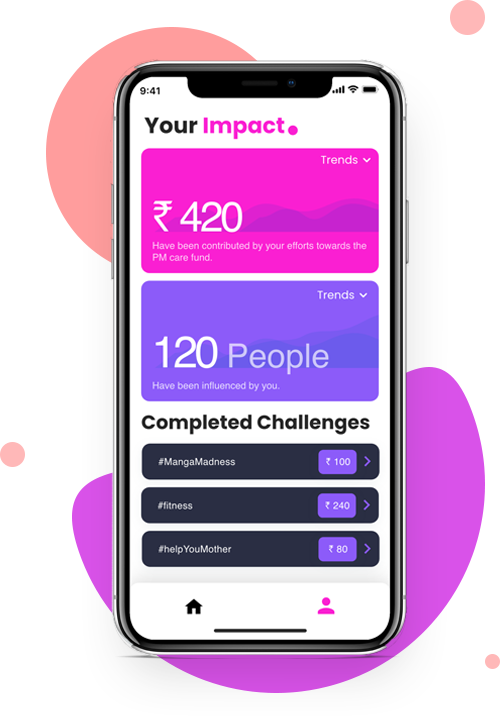 9:41
Your Impact.
Trends
₹ 420
Have been contributed by your efforts towards the
PM care fund.
Trends
120 People
Have been influenced by you.
Completed Challenges
#MangaMadness ₹ 100
#fitness ₹ 240
#helpYouMother ₹ 80